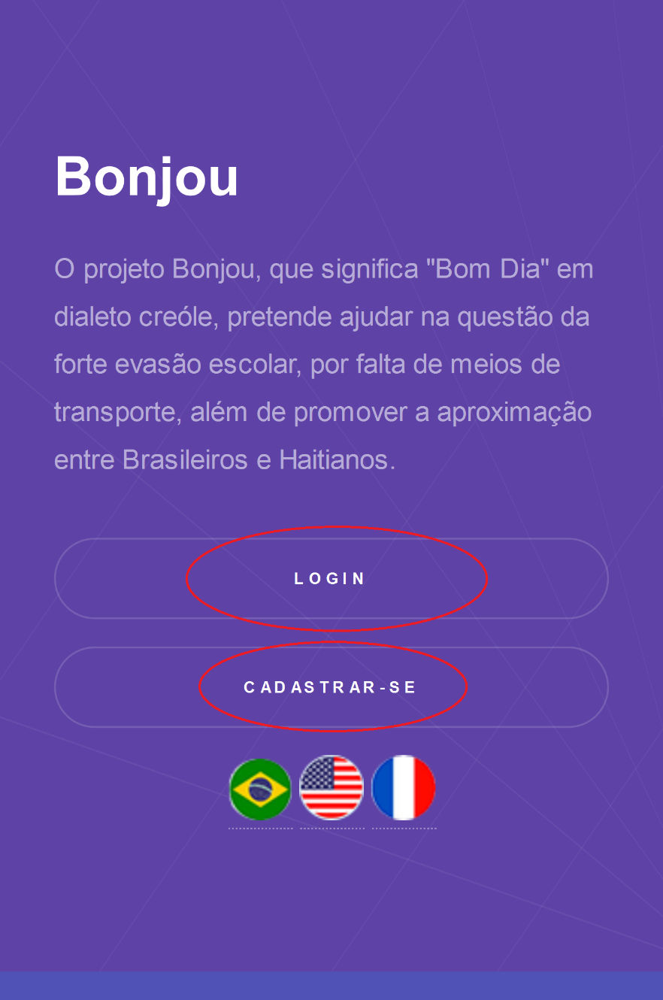 Bonjou
O projeto Bonjou, que significa "Bom Dia" em
dialeto creóle, pretende ajudar na questão da
forte evasão escolar, por falta de meios de
transporte, além de promover a aproximação
entre Brasileiros e Haitianos.
LOGIN
CADASTRAR-SE